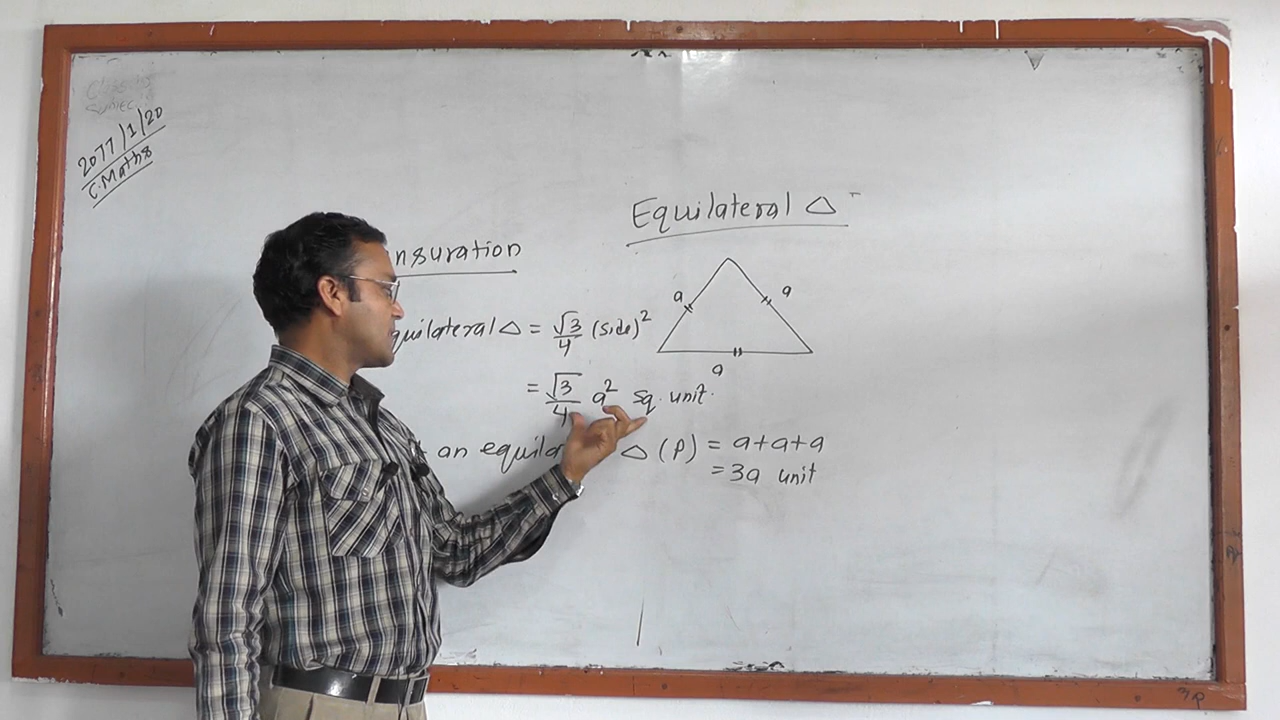 2077/1/20
C.Maths
Equilateral △
nsuration
quilateral △ = √3/4 (side)²
a
a
a
= √3/4 a² sq. unit.
an equila △ (P) = a+a+a
= 3a unit